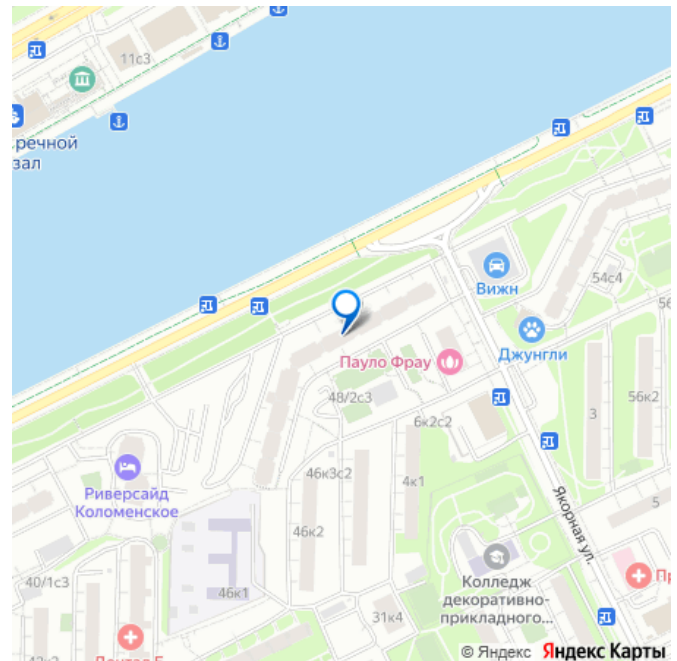 11с3
речной
зал
Вижн
54с4
56
Джунгли
Пауло Фрау
48/2с3
6к2с2
56к2
3
46к3с2
4к1
Риверсайд
Коломенское
46к2
Якорная ул.
5
40/1с3
46к1
Колледж
декоративно-
прикладного...
Пр
31к4
© Яндекс Яндекс Карты